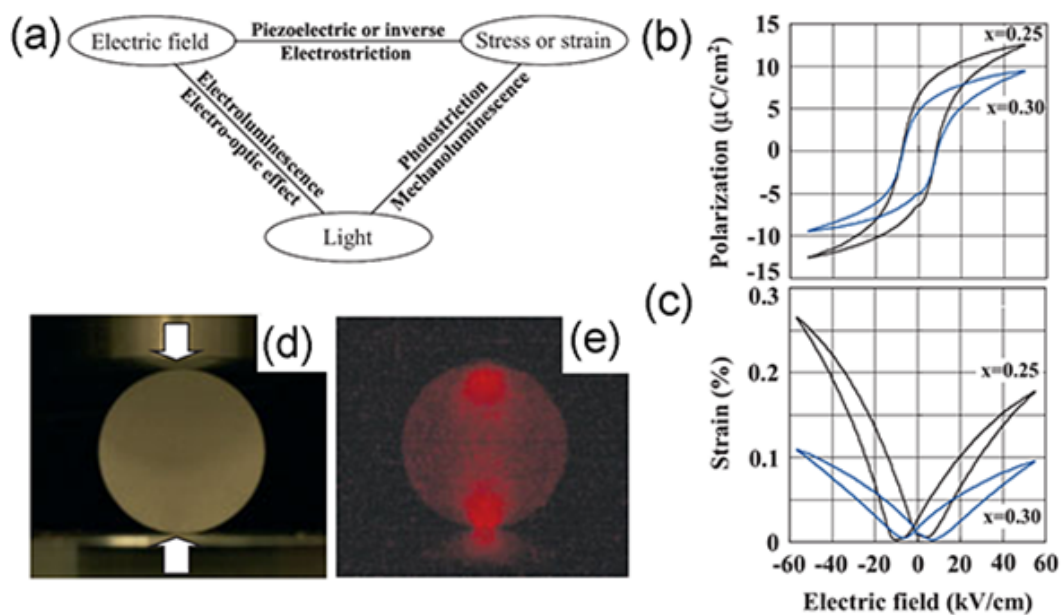 (a)
Electric field
Piezoelectric or inverse
Electrostriction
Stress or strain
Electroluminescence
Electro-optic effect
Photostriction
Mechanoluminescence
Light
(b)
Polarization (μC/cm²)
15
10
5
0
-5
-10
-15
x=0.25
x=0.30
(c)
Strain (%)
0.3
0.2
0.1
0
x=0.25
x=0.30
-60 -40 -20 0 20 40 60
Electric field (kV/cm)
(d)
(e)